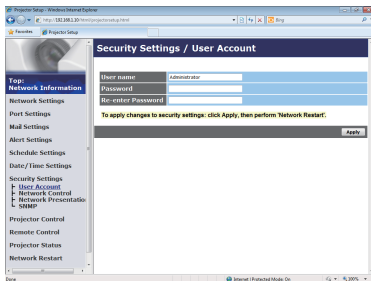 Projector Setup - Windows Internet Explorer
http://192.168.1.10/html/projectorsetup.html
Bing
Favorites
Projector Setup
Top:
Network Information
Network Settings
Port Settings
Mail Settings
Alert Settings
Schedule Settings
Date/Time Settings
Security Settings
User Account
Network Control
Network Presentatio
SNMP
Projector Control
Remote Control
Projector Status
Network Restart
Security Settings / User Account
User name
Administrator
Password
Re-enter Password
To apply changes to security settings: click Apply, then perform 'Network Restart'.
Apply
Done
Internet | Protected Mode: On
100%